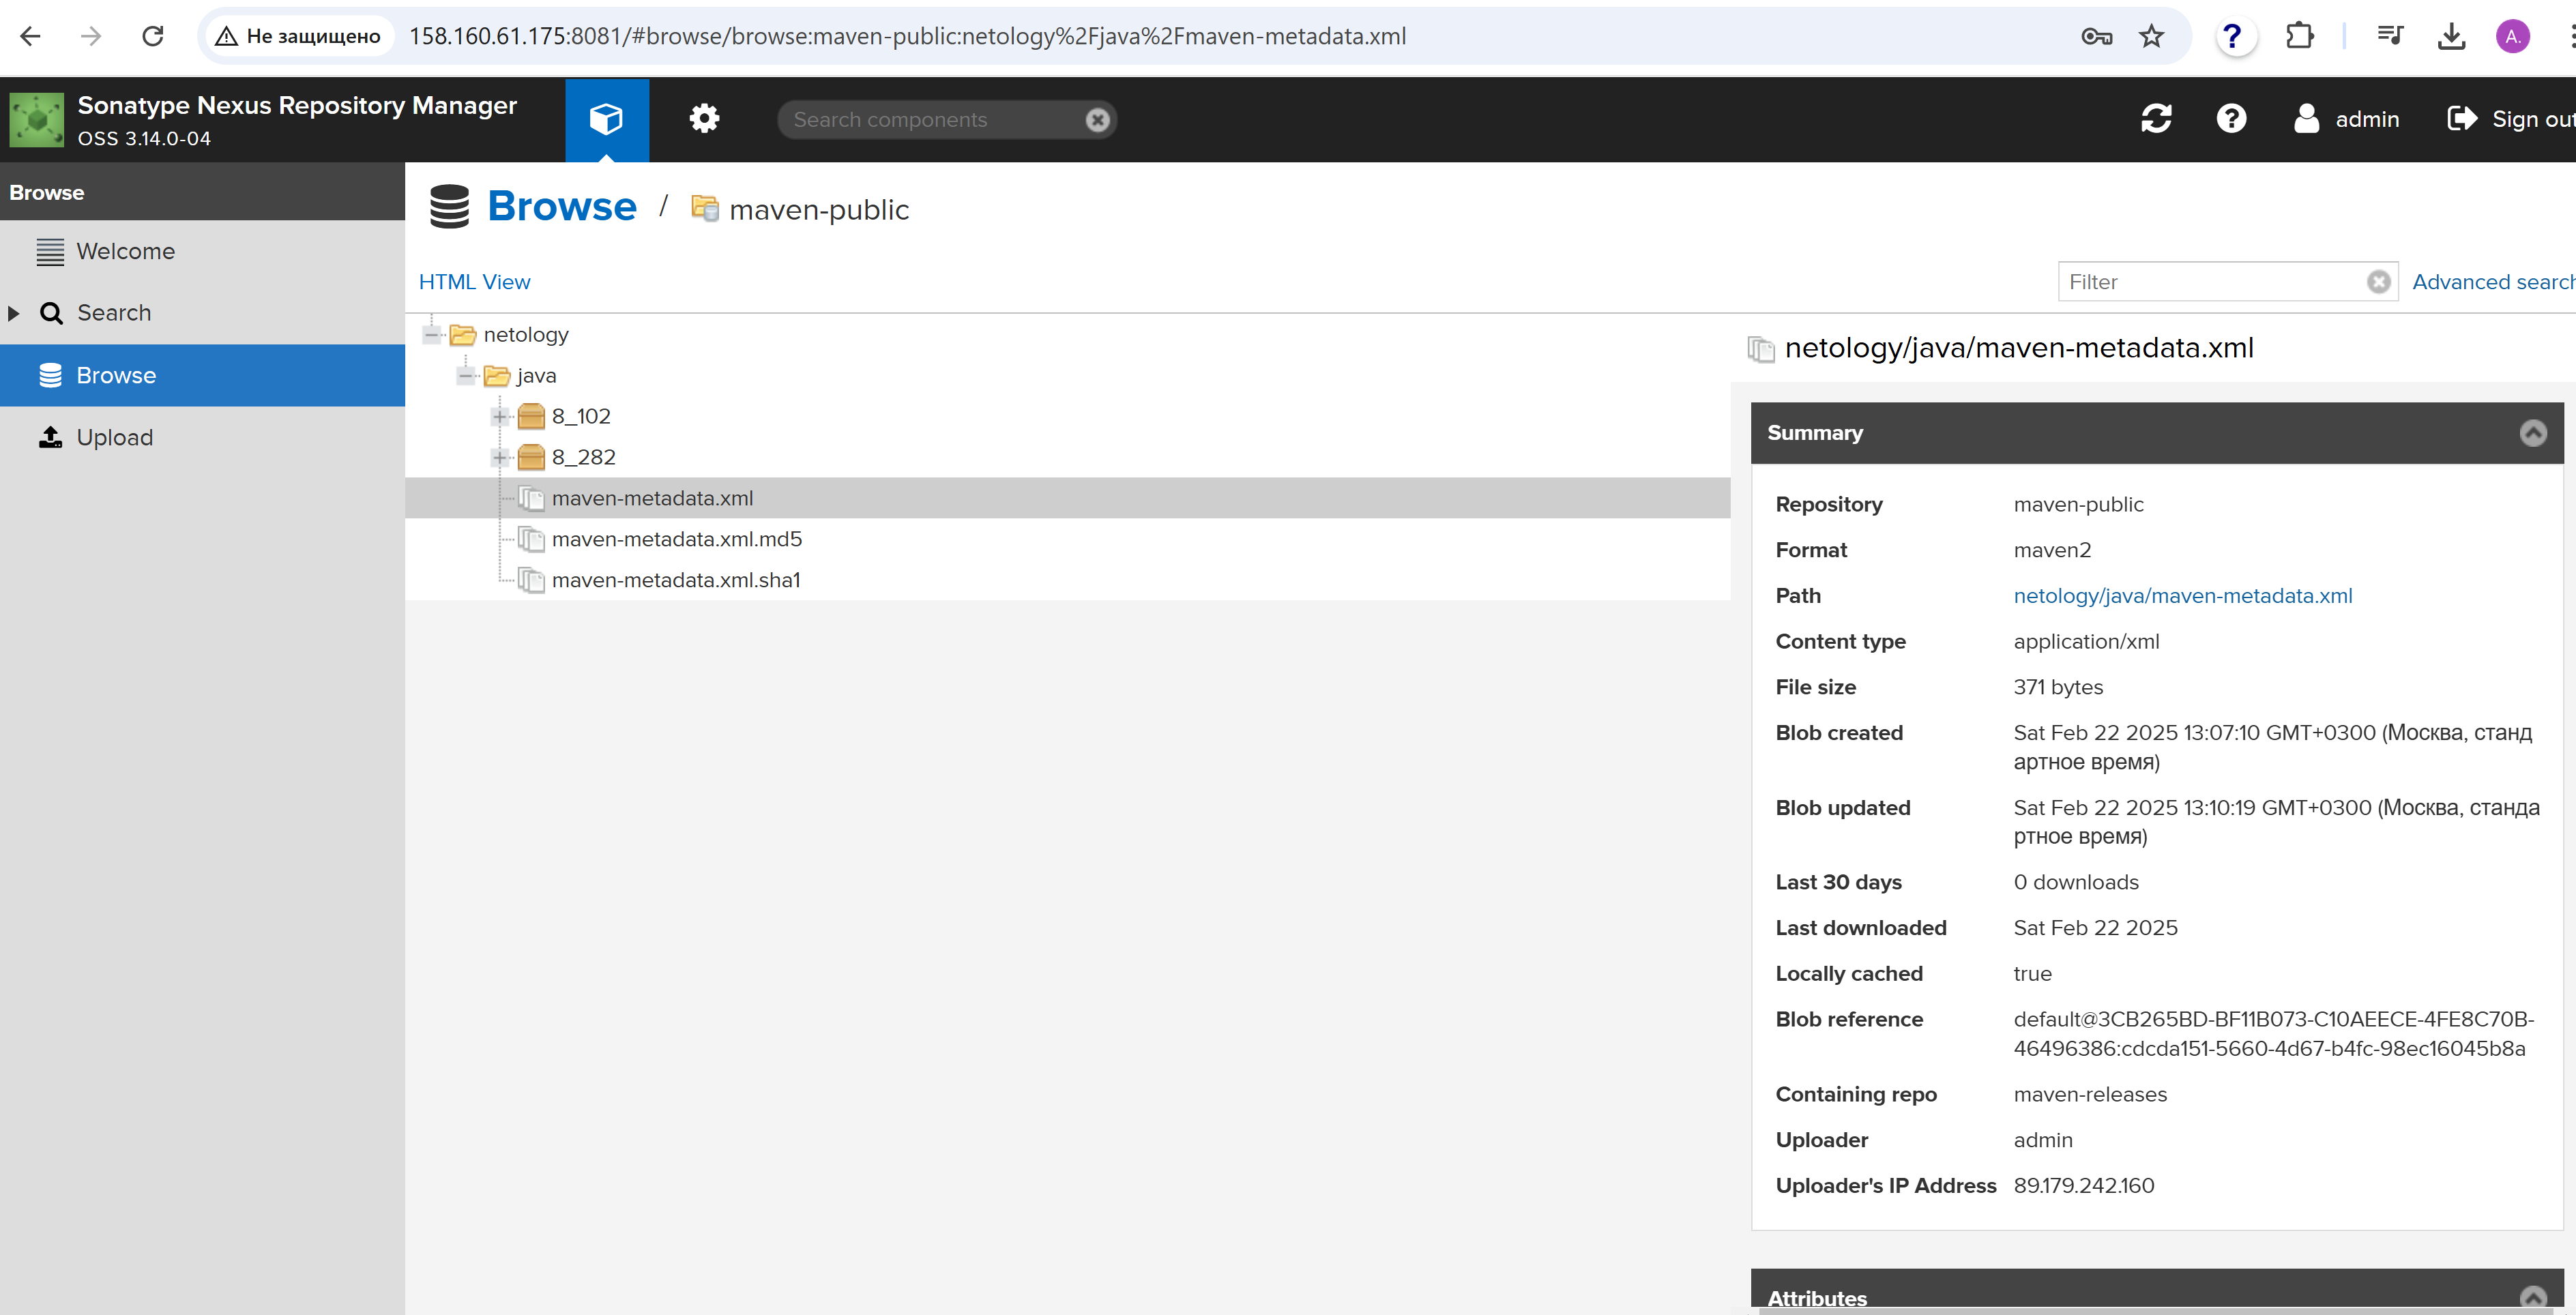 Не защищено 158.160.61.175:8081/#browse/browse:maven-public:netology%2Fjava%2Fmaven-metadata.xml
? A.
Sonatype Nexus Repository Manager
OSS 3.14.0-04
Search components
admin
Sign out
Browse
Welcome
Search
Browse
Upload
Browse / maven-public
HTML View
Filter
Advanced search
netology
java
8_102
8_282
maven-metadata.xml
maven-metadata.xml.md5
maven-metadata.xml.sha1
netology/java/maven-metadata.xml
Summary
Repository maven-public
Format maven2
Path netology/java/maven-metadata.xml
Content type application/xml
File size 371 bytes
Blob created Sat Feb 22 2025 13:07:10 GMT+0300 (Москва, станд
артное время)
Blob updated Sat Feb 22 2025 13:10:19 GMT+0300 (Москва, станда
ртное время)
Last 30 days 0 downloads
Last downloaded Sat Feb 22 2025
Locally cached true
Blob reference default@3CB265BD-BF11B073-C10AEECE-4FE8C70B-
46496386:cdcda151-5660-4d67-b4fc-98ec16045b8a
Containing repo maven-releases
Uploader admin
Uploader's IP Address 89.179.242.160
Attributes